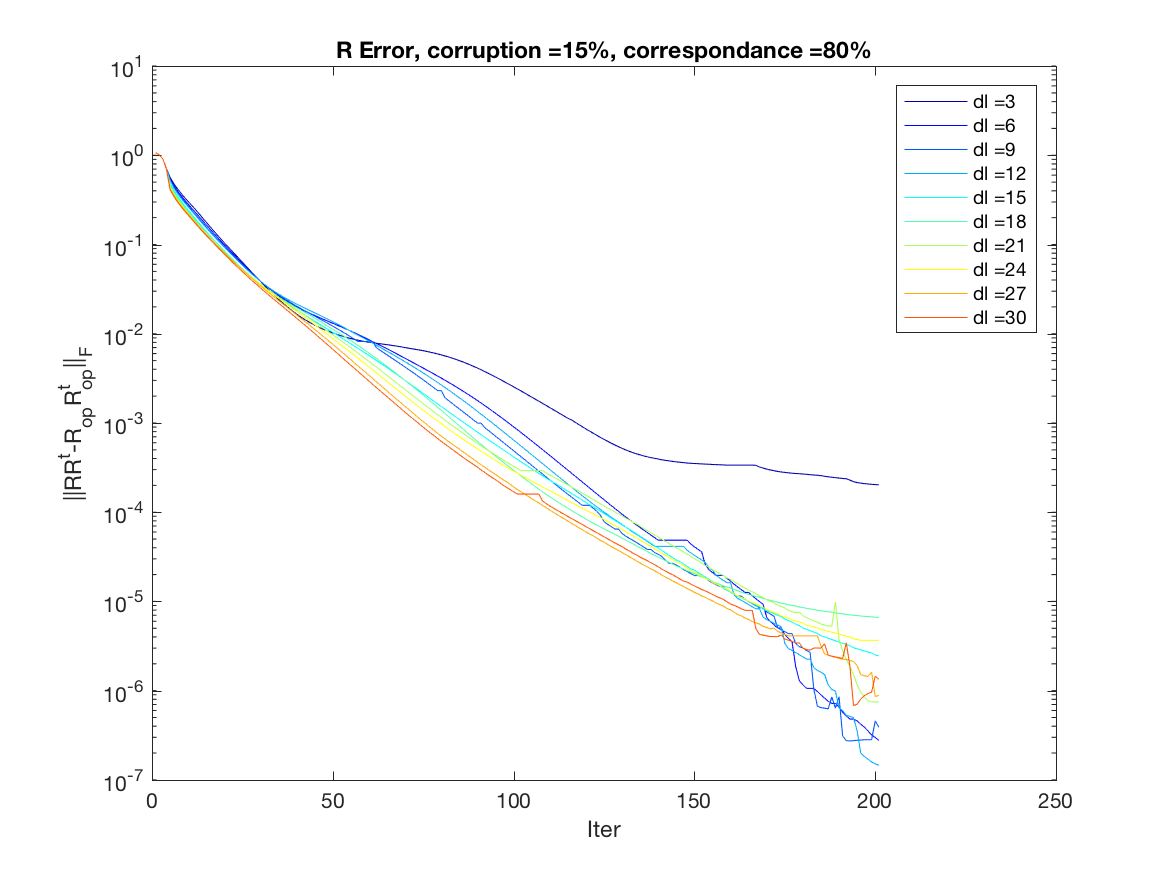 R Error, corruption =15%, correspondance =80%
10^1
10^0
10^-1
10^-2
10^-3
10^-4
10^-5
10^-6
10^-7
||RR^t-R_op R^t_op||_F
0 50 100 150 200 250
Iter
dl =3
dl =6
dl =9
dl =12
dl =15
dl =18
dl =21
dl =24
dl =27
dl =30